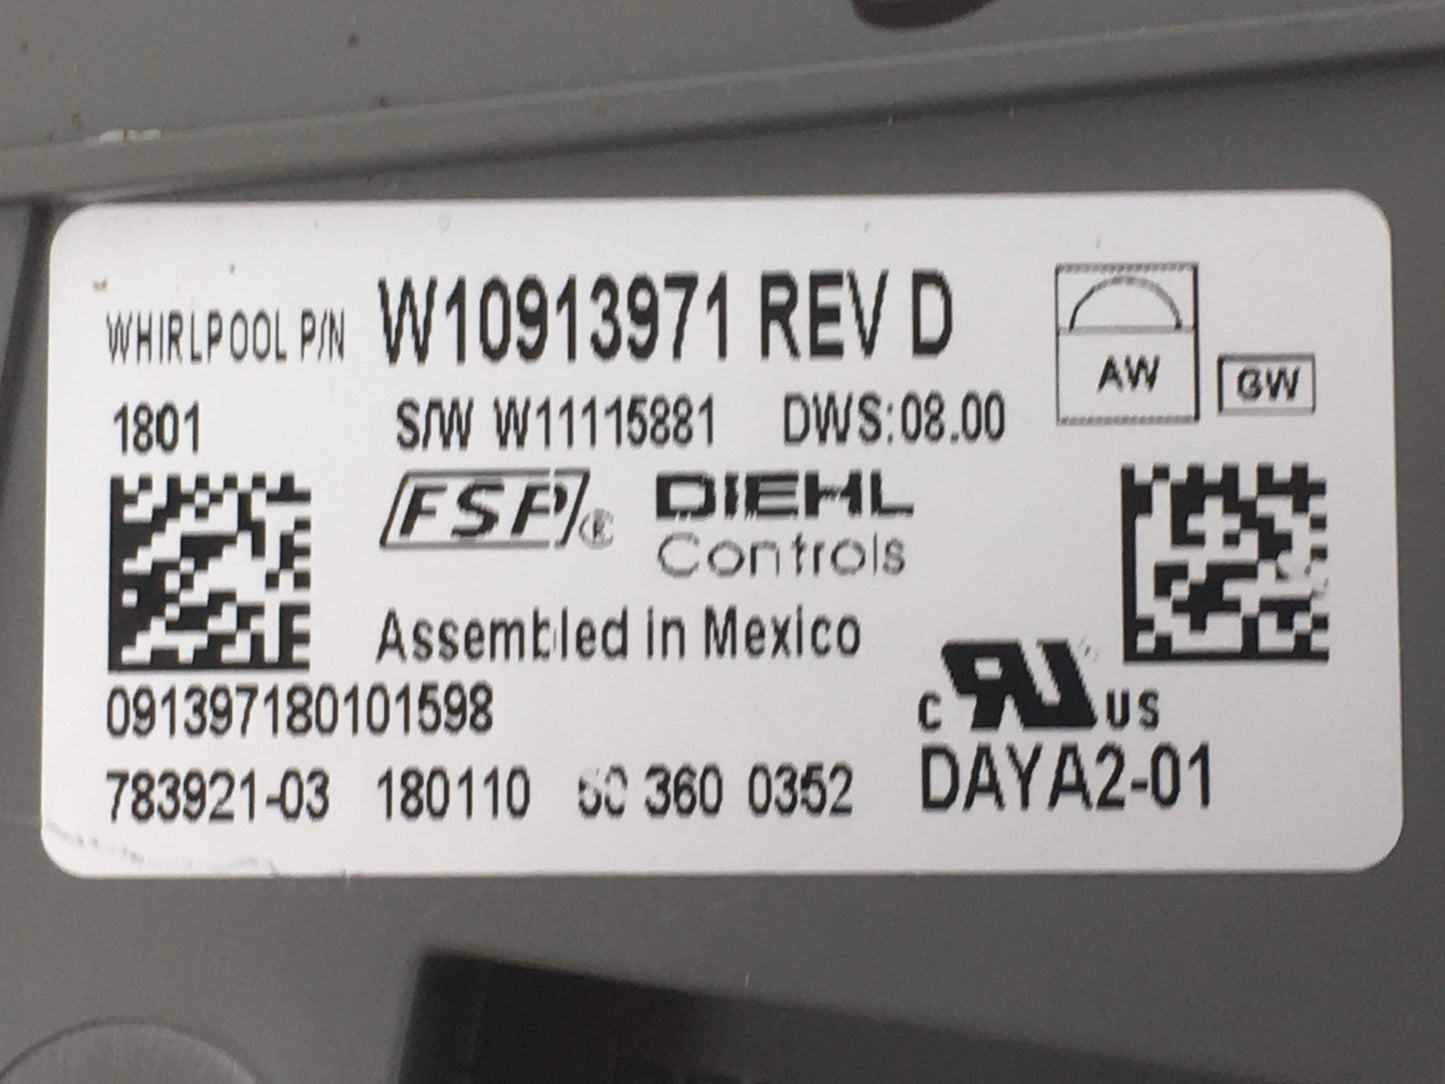 WHIRLPOOL P/N W10913971 REV D
1801 S/W W11115881 DWS:08.00
AW
GW
FSP®
DIEHL
Controls
Assembled in Mexico
091397180101598
C US
783921-03 180110 360 0352
DAYA2-01